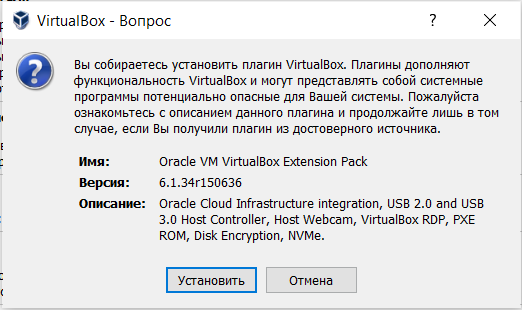 VirtualBox - Вопрос
Вы собираетесь установить плагин VirtualBox. Плагины дополняют
функциональность VirtualBox и могут представлять собой системные
программы потенциально опасные для Вашей системы. Пожалуйста
ознакомьтесь с описанием данного плагина и продолжайте лишь в том
случае, если Вы получили плагин из достоверного источника.
Имя: Oracle VM VirtualBox Extension Pack
Версия: 6.1.34r150636
Описание: Oracle Cloud Infrastructure integration, USB 2.0 and USB
3.0 Host Controller, Host Webcam, VirtualBox RDP, PXE
ROM, Disk Encryption, NVMe.
Установить Отмена